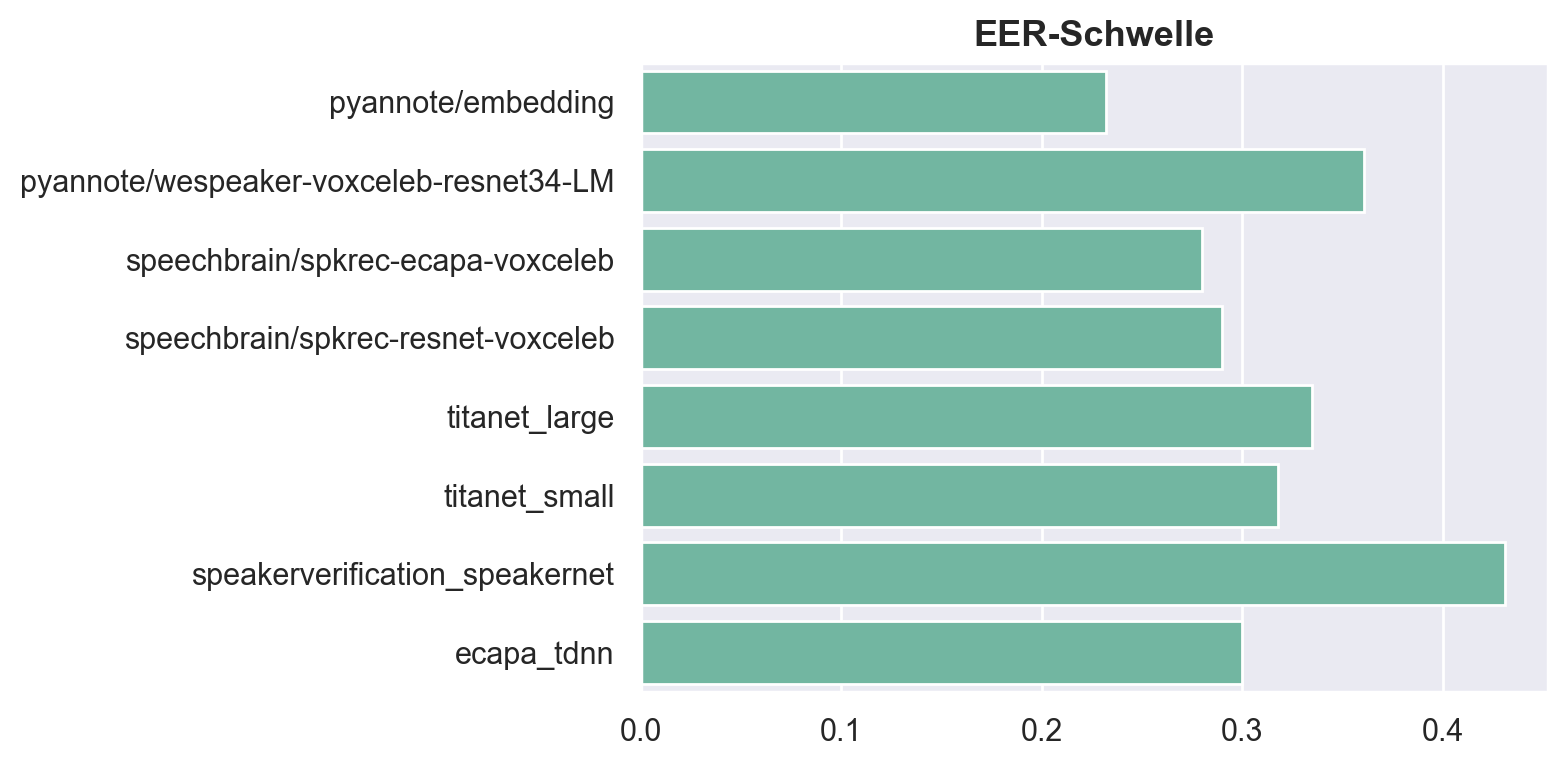 EER-Schwelle
pyannote/embedding
pyannote/wespeaker-voxceleb-resnet34-LM
speechbrain/spkrec-ecapa-voxceleb
speechbrain/spkrec-resnet-voxceleb
titanet_large
titanet_small
speakerverification_speakernet
ecapa_tdnn
0.0 0.1 0.2 0.3 0.4